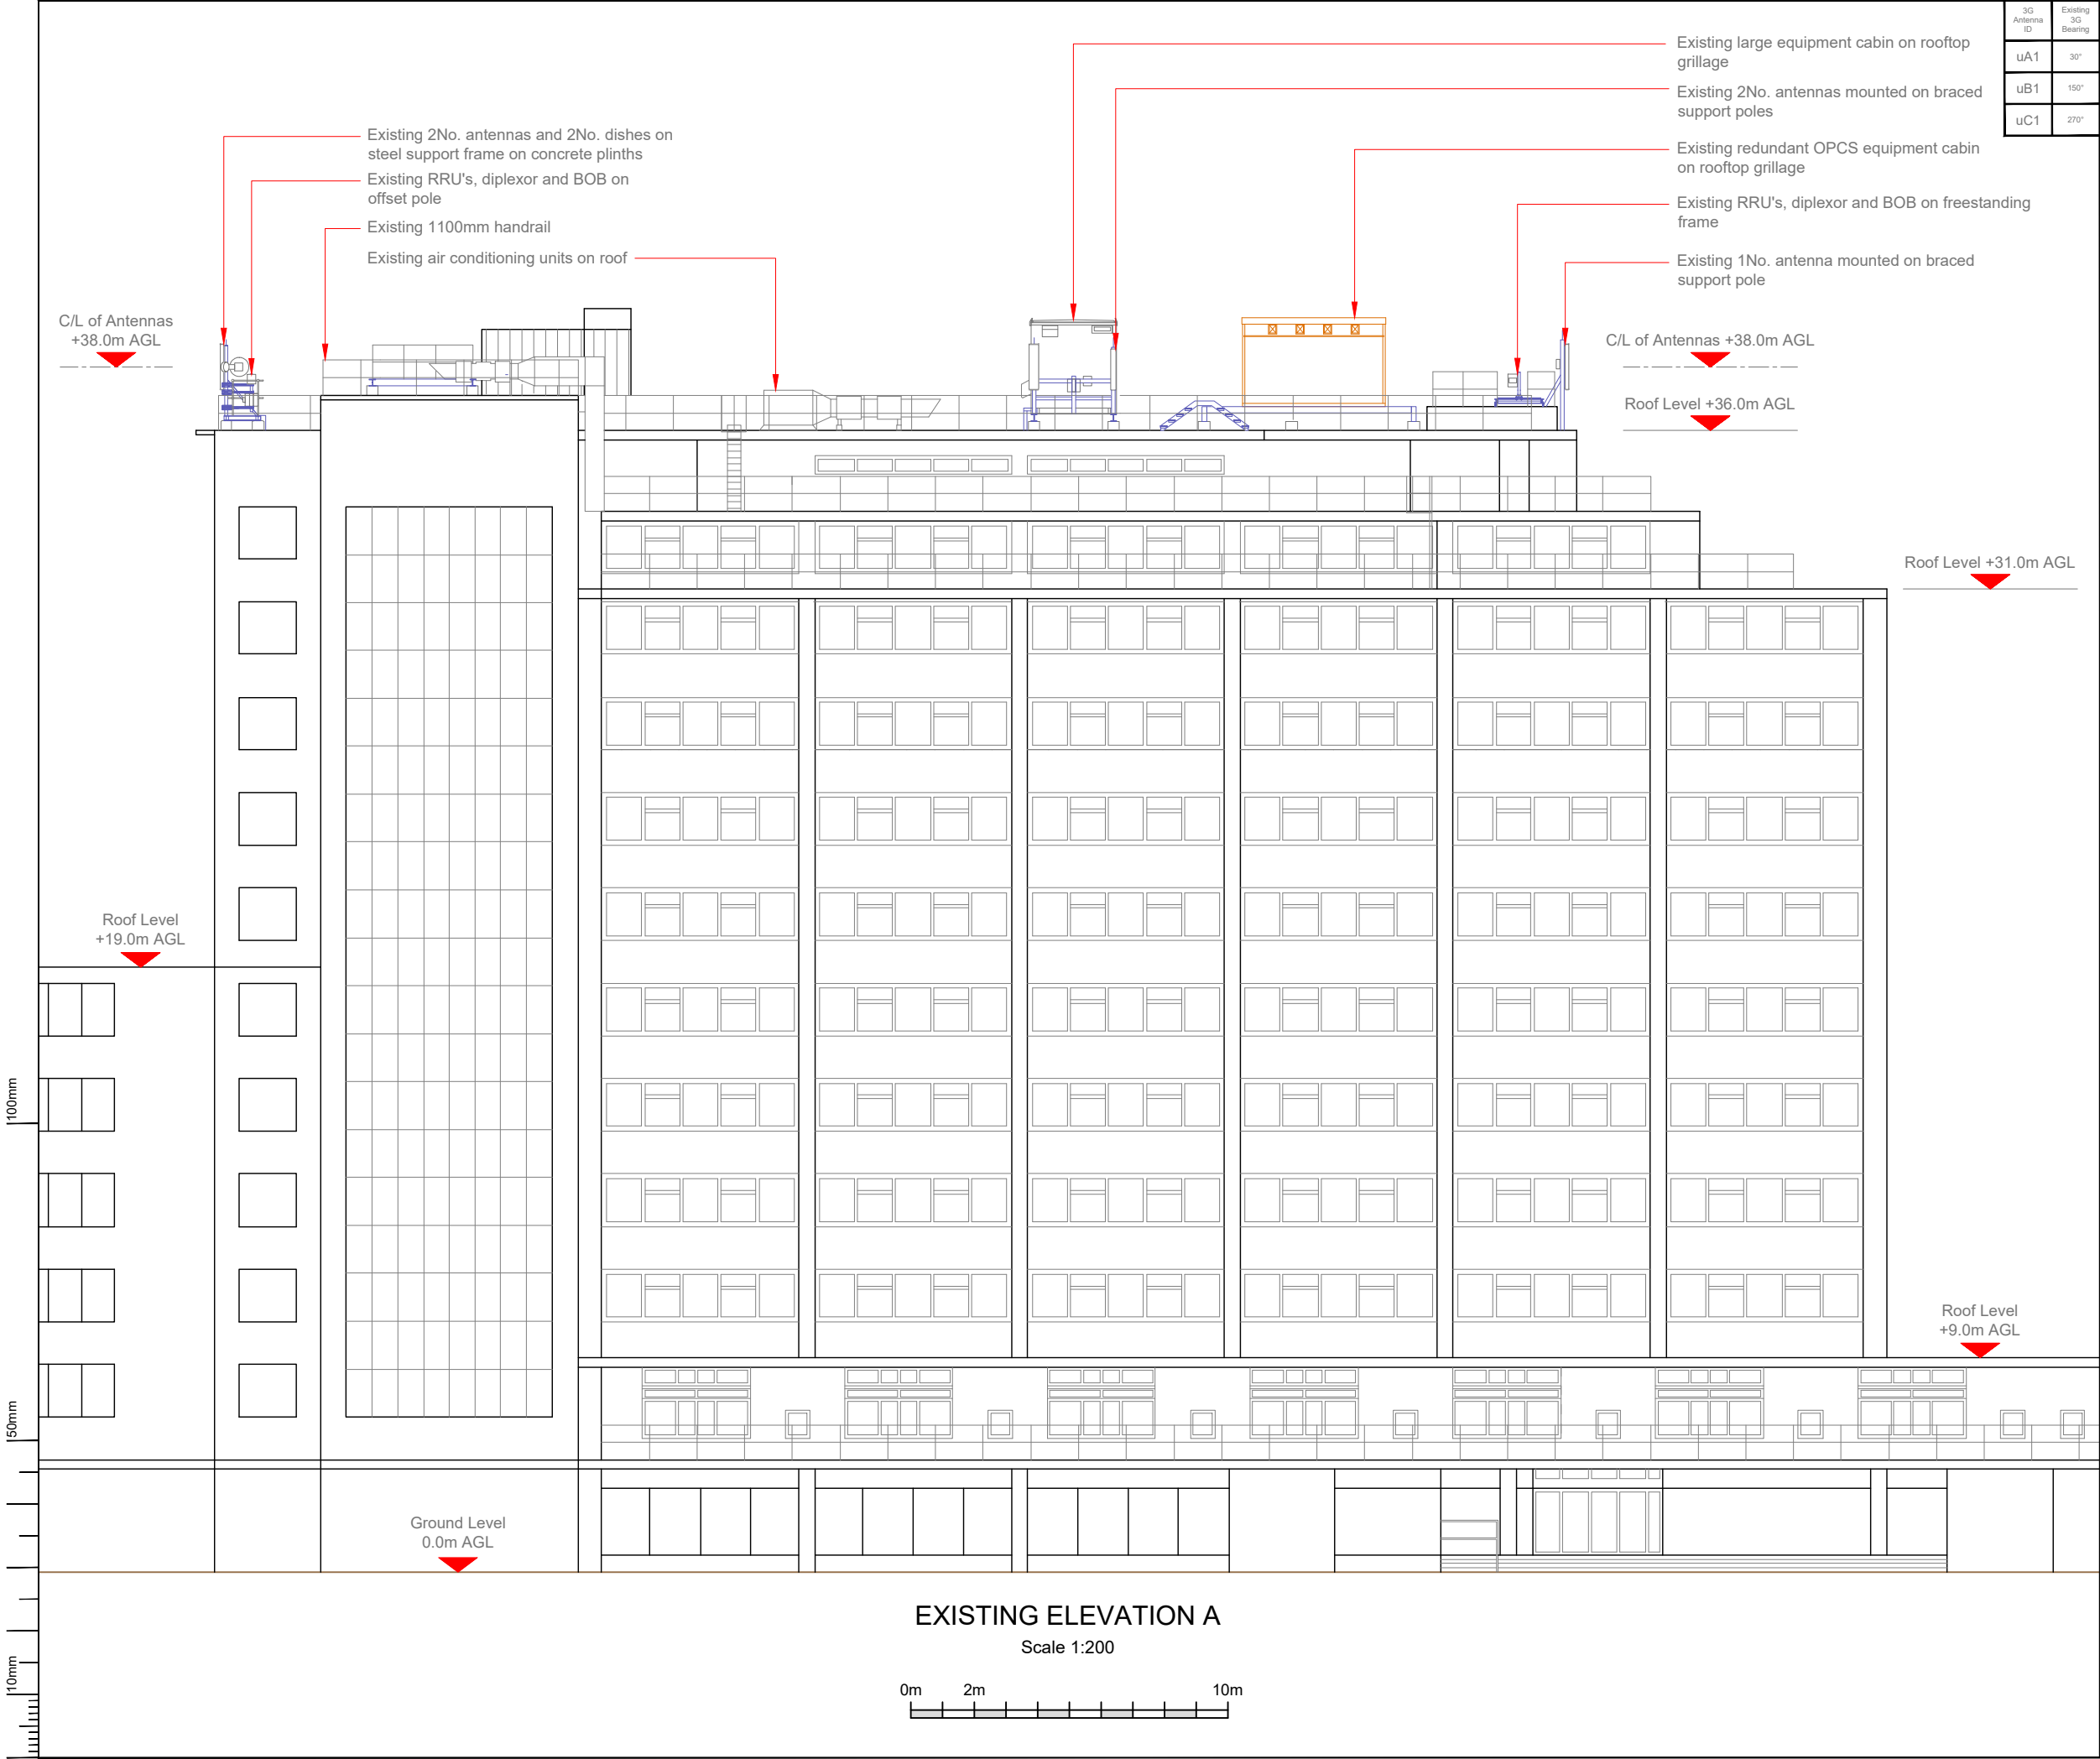 3G
Antenna
ID
Existing
3G
Bearing
uA1
30°
uB1
150°
uC1
270°
Existing large equipment cabin on rooftop
grillage
Existing 2No. antennas mounted on braced
support poles
Existing redundant OPCS equipment cabin
on rooftop grillage
Existing RRU's, diplexor and BOB on freestanding
frame
Existing 1No. antenna mounted on braced
support pole
Existing 2No. antennas and 2No. dishes on
steel support frame on concrete plinths
Existing RRU's, diplexor and BOB on
offset pole
Existing 1100mm handrail
Existing air conditioning units on roof
C/L of Antennas
+38.0m AGL
C/L of Antennas +38.0m AGL
Roof Level +36.0m AGL
Roof Level +31.0m AGL
Roof Level
+19.0m AGL
Roof Level
+9.0m AGL
Ground Level
0.0m AGL
100mm
50mm
10mm
EXISTING ELEVATION A
Scale 1:200
0m 2m 10m